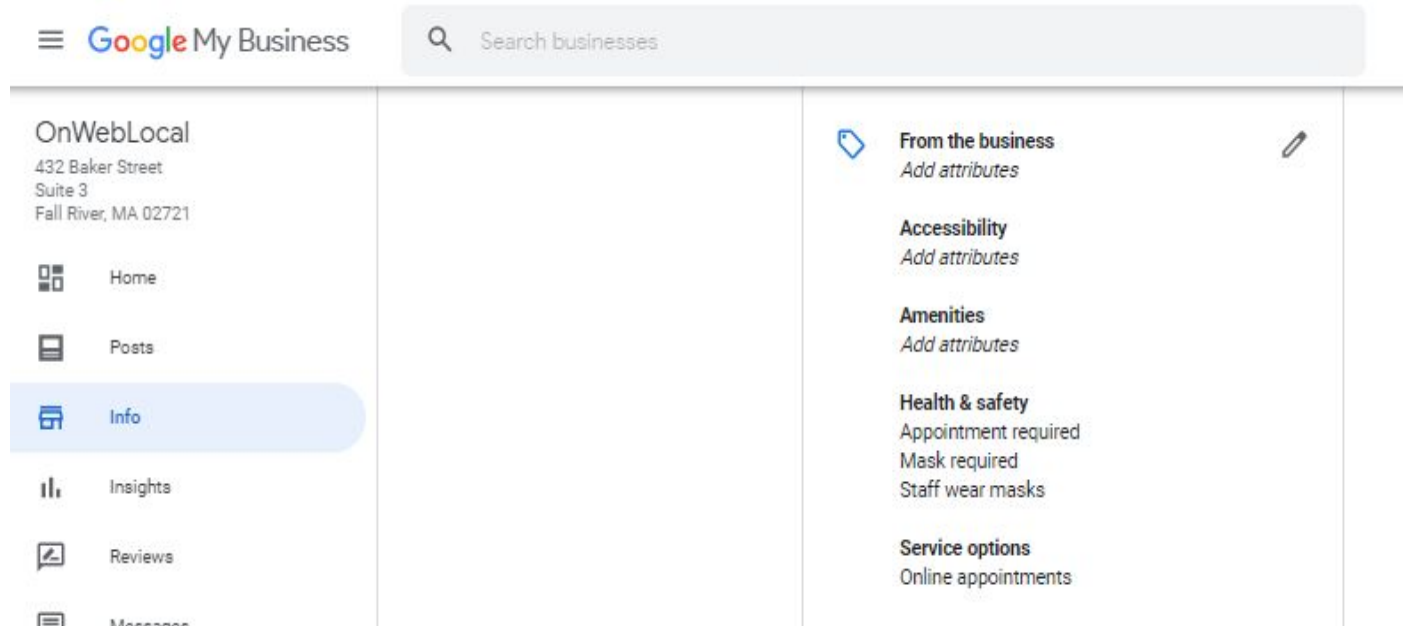 Google My Business
Search businesses
OnWebLocal
432 Baker Street
Suite 3
Fall River, MA 02721
Home
Posts
Info
Insights
Reviews
Messages
From the business
Add attributes
Accessibility
Add attributes
Amenities
Add attributes
Health & safety
Appointment required
Mask required
Staff wear masks
Service options
Online appointments